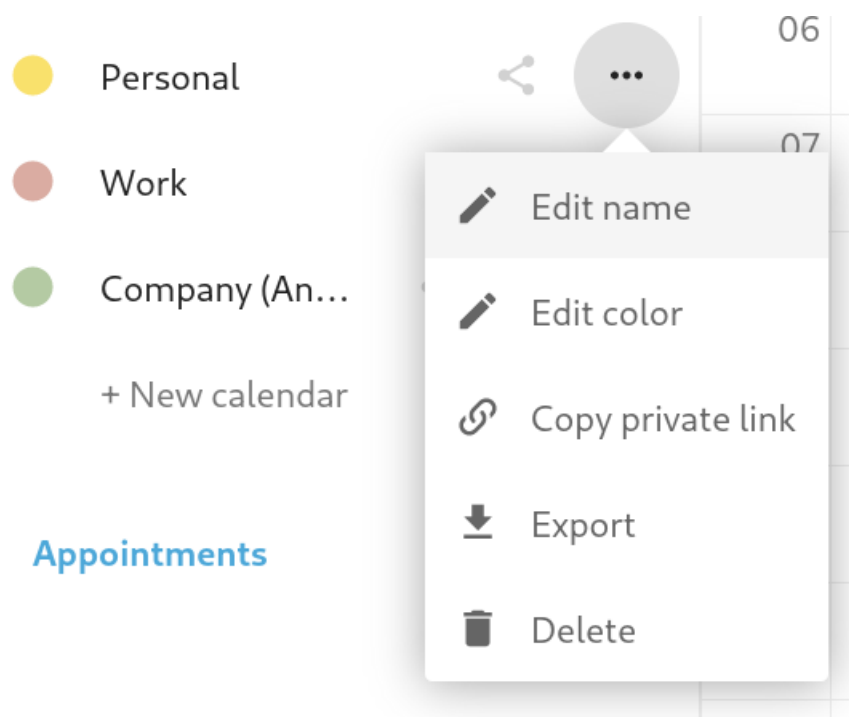 Personal
Work
Company (An...
+ New calendar
Appointments
Edit name
Edit color
Copy private link
Export
Delete
06
07